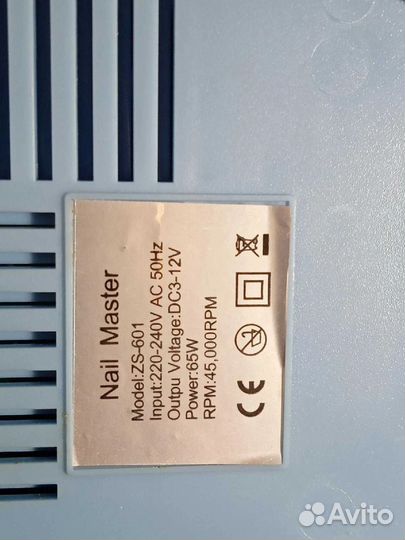 Nail Master
Model:ZS-601
Input:220-240V AC 50Hz
Outpu Voltage:DC3-12V
Power:65W
RPM:45,000RPM
CE
Avito